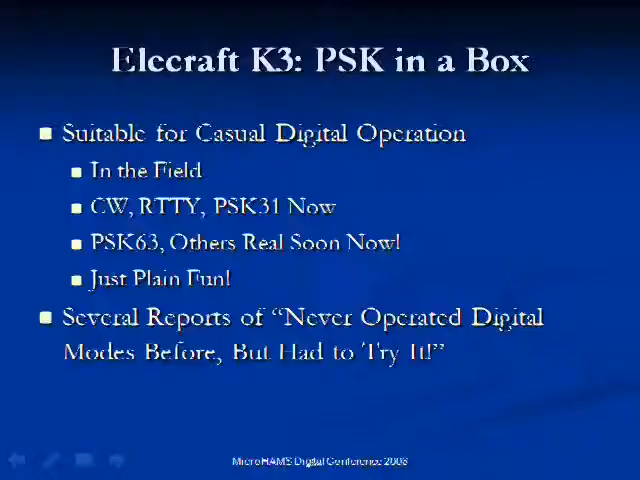 Elecraft K3: PSK in a Box
Suitable for Casual Digital Operation
In the Field
CW, RTTY, PSK31 Now
PSK63, Others Real Soon Now!
Just Plain Fun!
Several Reports of “Never Operated Digital
Modes Before, But Had to Try It!”
MicroHAMS Digital Conference 2008